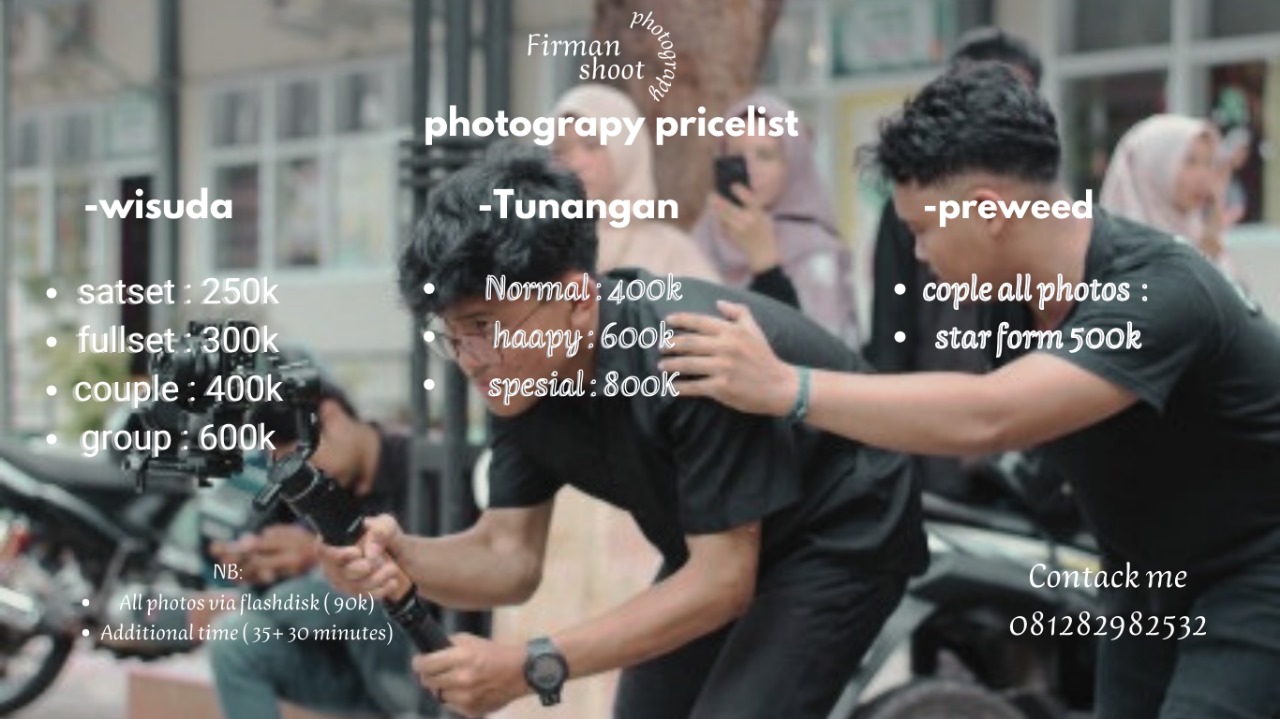 Firman
shoot
photograpy
photograpy pricelist
-wisuda
• satset : 250k
• fullset : 300k
• couple : 400k
• group : 600k
-Tunangan
• Normal : 400k
• haapy : 600k
• spesial : 800K
-preweed
• cople all photos :
• star form 500k
NB:
• All photos via flashdisk ( 90k)
• Additional time ( 35+ 30 minutes)
Contack me
081282982532